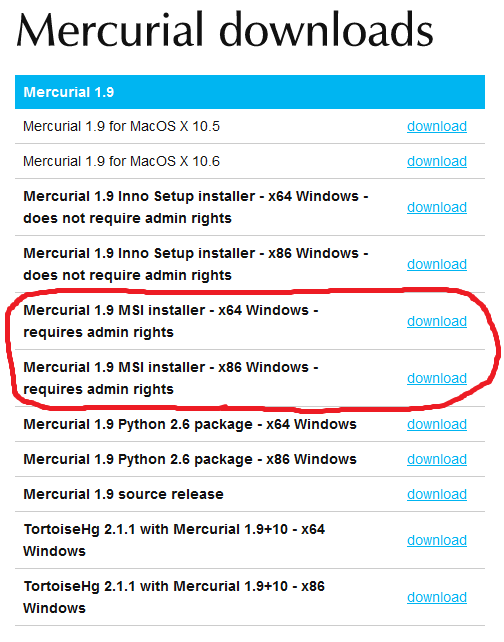 Mercurial downloads
Mercurial 1.9
Mercurial 1.9 for MacOS X 10.5 download
Mercurial 1.9 for MacOS X 10.6 download
Mercurial 1.9 Inno Setup installer - x64 Windows -
does not require admin rights
download
Mercurial 1.9 Inno Setup installer - x86 Windows -
does not require admin rights
download
Mercurial 1.9 MSI installer - x64 Windows -
requires admin rights
download
Mercurial 1.9 MSI installer - x86 Windows -
requires admin rights
download
Mercurial 1.9 Python 2.6 package - x64 Windows download
Mercurial 1.9 Python 2.6 package - x86 Windows download
Mercurial 1.9 source release download
TortoiseHg 2.1.1 with Mercurial 1.9+10 - x64
Windows
download
TortoiseHg 2.1.1 with Mercurial 1.9+10 - x86
Windows
download